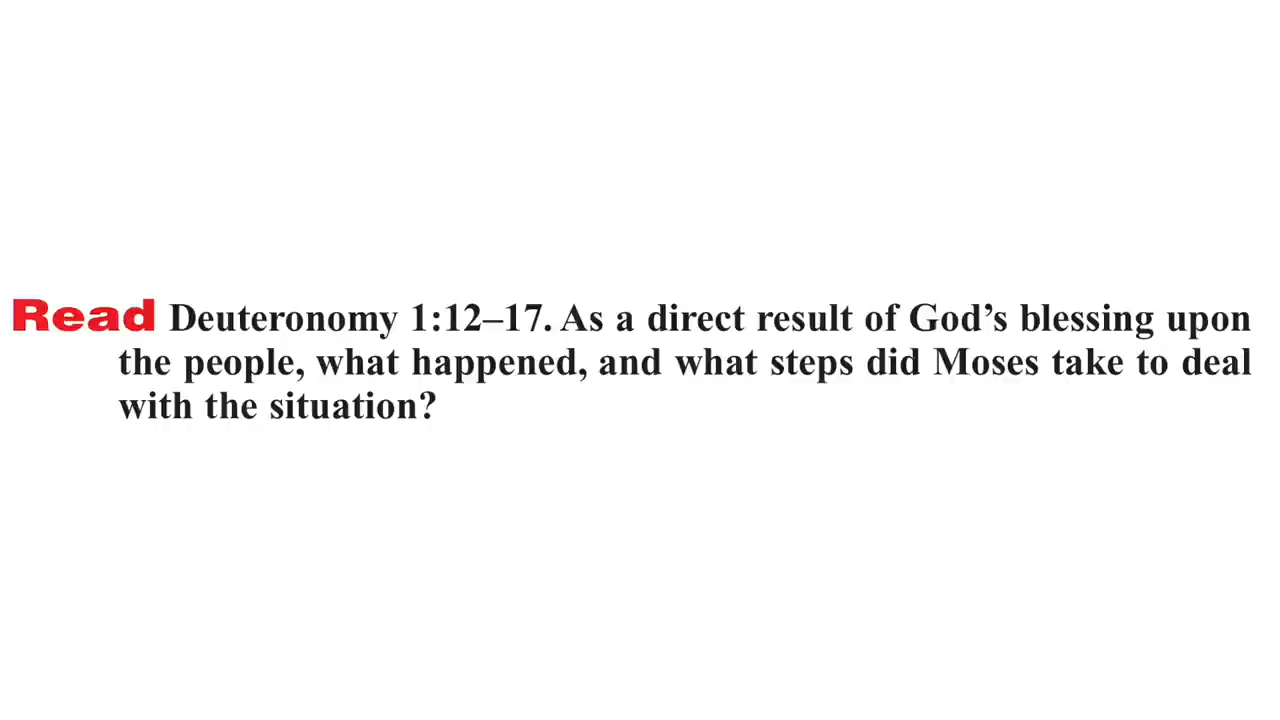 Read Deuteronomy 1:12–17. As a direct result of God’s blessing upon
the people, what happened, and what steps did Moses take to deal
with the situation?